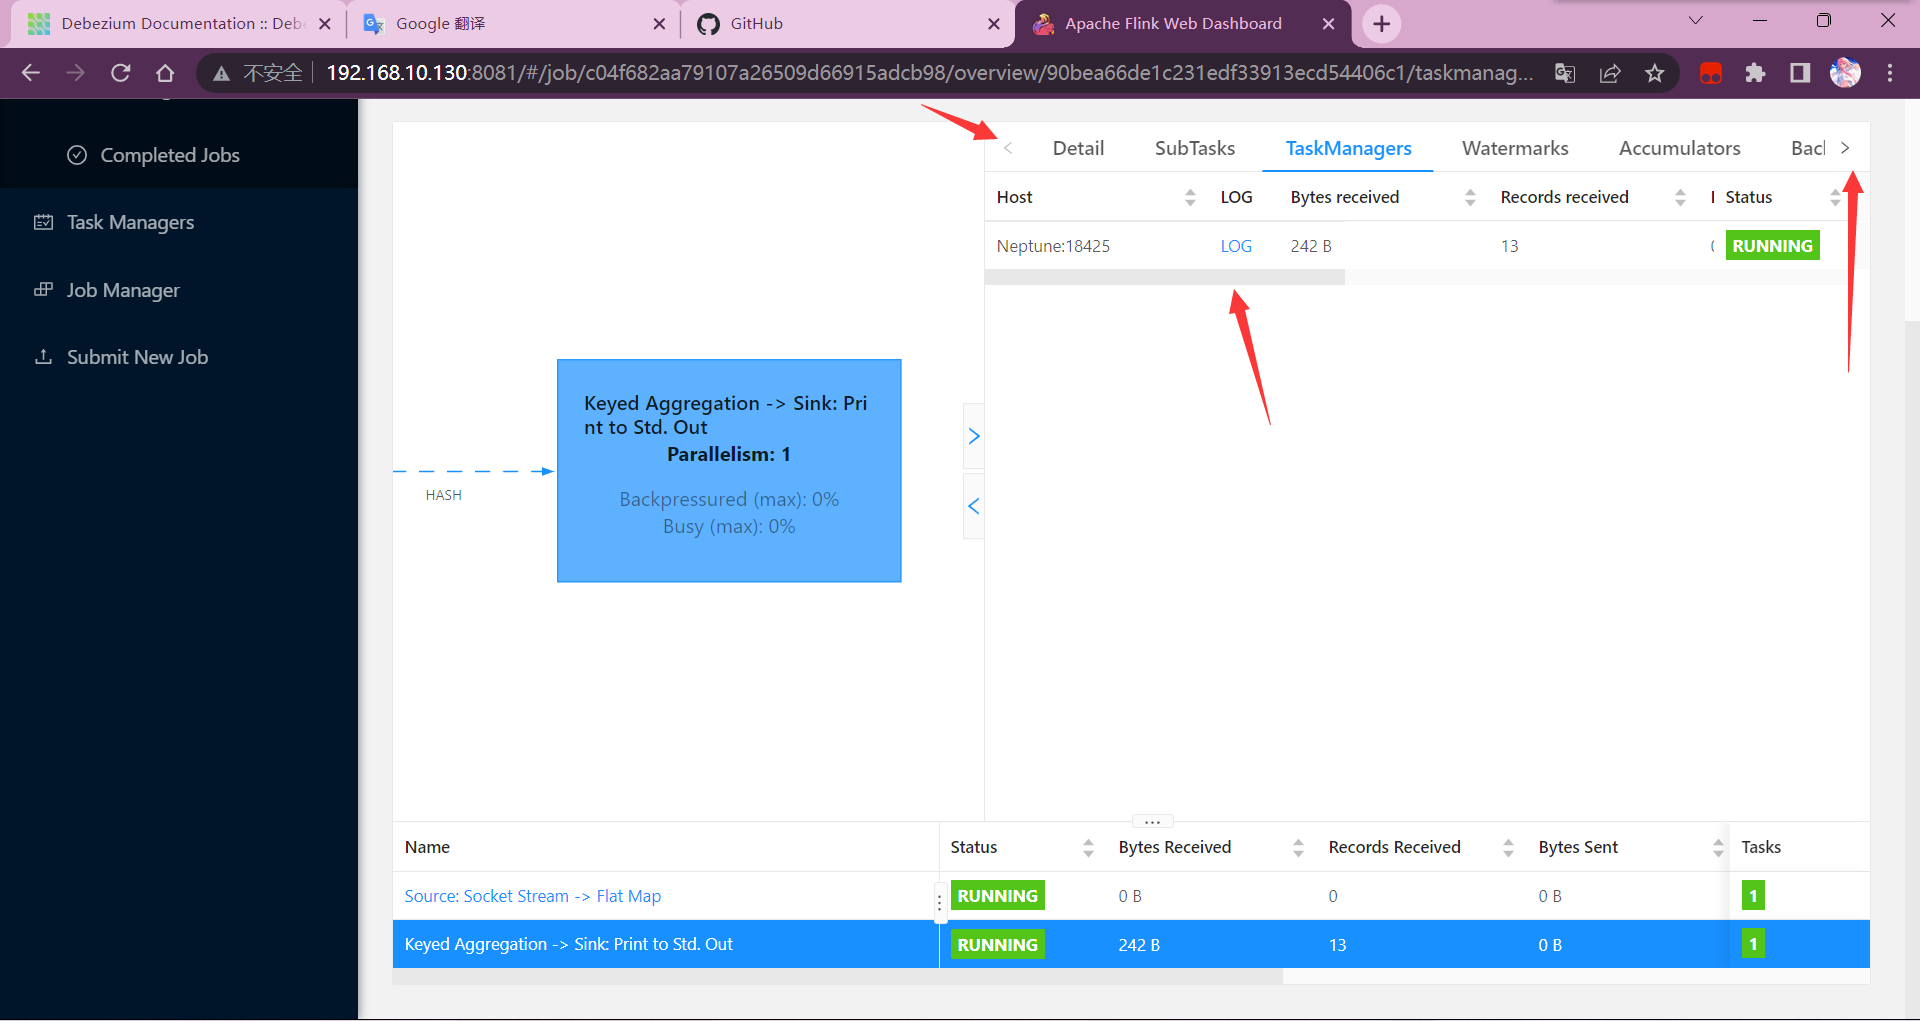 Debezium Documentation :: Deb
Google 翻译
GitHub
Apache Flink Web Dashboard
不安全
192.168.10.130:8081/#/job/c04f682aa79107a26509d66915adcb98/overview/90bea66de1c231edf33913ecd54406c1/taskmanag...
Completed Jobs
Task Managers
Job Manager
Submit New Job
Detail
SubTasks
TaskManagers
Watermarks
Accumulators
Bac
Host
LOG
Bytes received
Records received
Status
Neptune:18425
LOG
242 B
13
RUNNING
Keyed Aggregation -> Sink: Pri
nt to Std. Out
Parallelism: 1
Backpressured (max): 0%
Busy (max): 0%
HASH
Name
Status
Bytes Received
Records Received
Bytes Sent
Tasks
Source: Socket Stream -> Flat Map
RUNNING
0 B
0
0 B
1
Keyed Aggregation -> Sink: Print to Std. Out
RUNNING
242 B
13
0 B
1